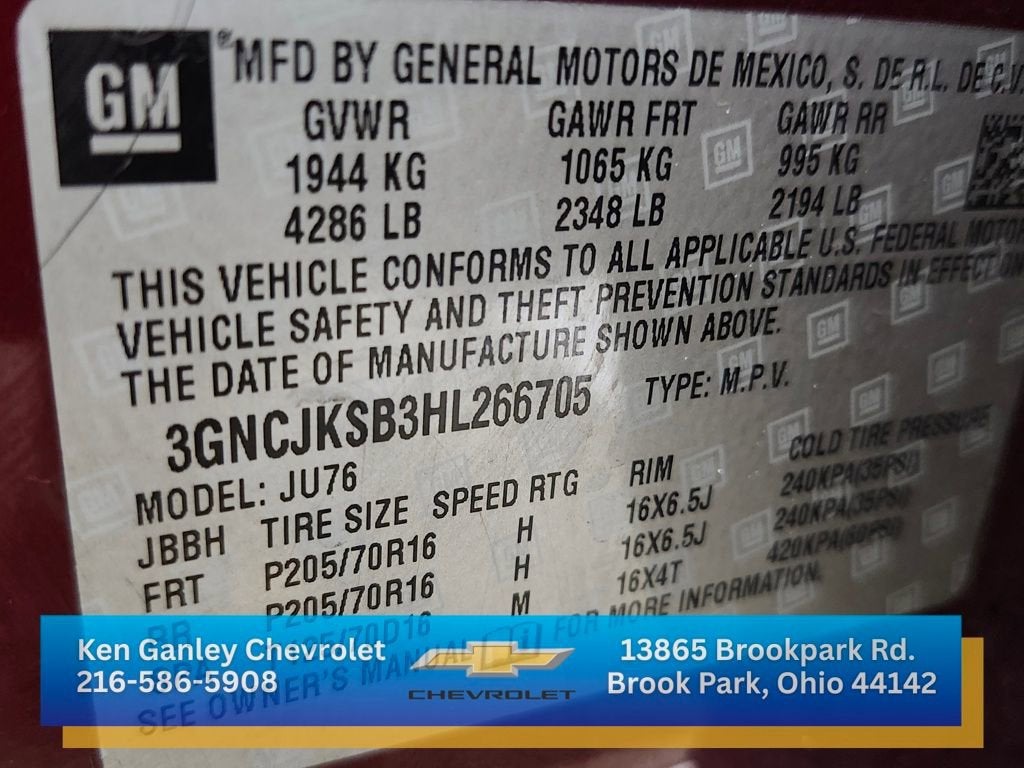 GM
®MFD BY GENERAL MOTORS DE MEXICO, S. DE R.L. DE C.V.
GVWR GAWR FRT GAWR RR
1944 KG 1065 KG 995 KG
4286 LB 2348 LB 2194 LB
THIS VEHICLE CONFORMS TO ALL APPLICABLE U.S. FEDERAL MOTOR
VEHICLE SAFETY AND THEFT PREVENTION STANDARDS IN EFFECT ON
THE DATE OF MANUFACTURE SHOWN ABOVE.
3GNCJKSB3HL266705 TYPE: M.P.V.
MODEL: JU76
JBBH TIRE SIZE SPEED RTG RIM COLD TIRE PRESSURE
FRT P205/70R16 H 16X6.5J 240KPA(35PSI)
RR P205/70R16 H 16X6.5J 240KPA(35PSI)
T135/70D16 M 16X4T 420KPA(60PSI)
SEE OWNER'S MANUAL FOR MORE INFORMATION.
Ken Ganley Chevrolet
216-586-5908
CHEVROLET
13865 Brookpark Rd.
Brook Park, Ohio 44142